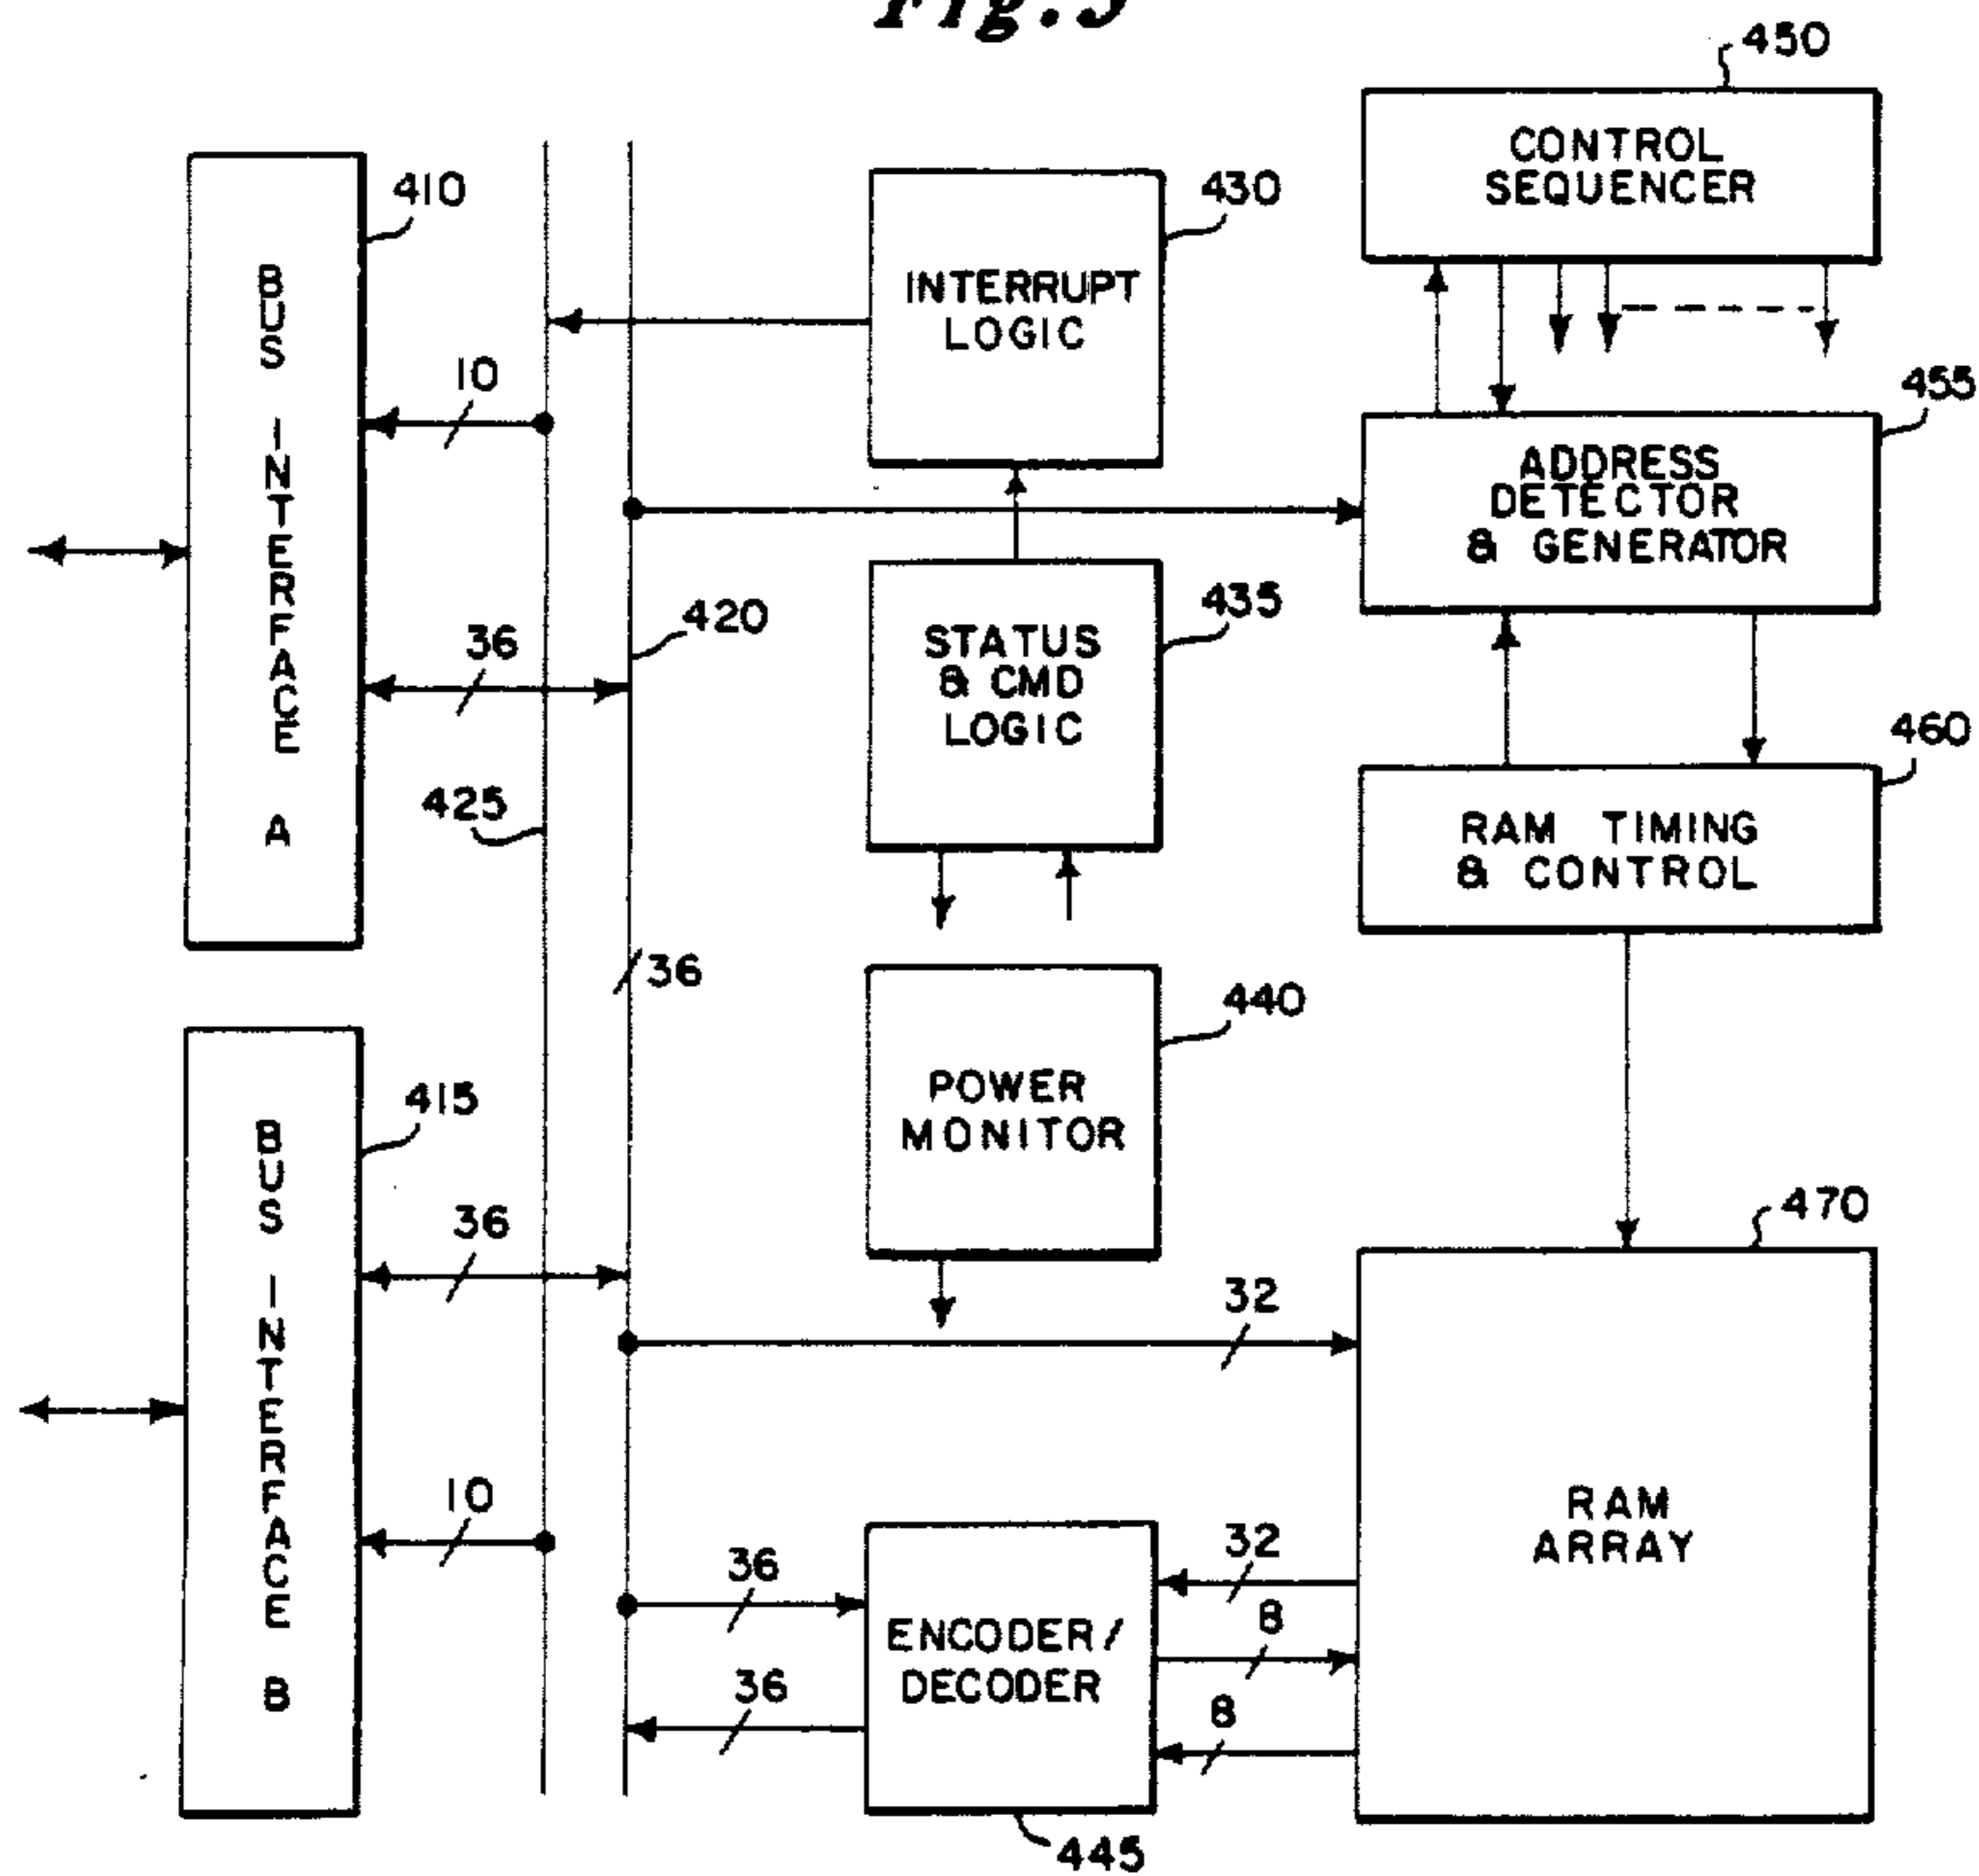 Fig.5
450
CONTROL
SEQUENCER
410
430
INTERRUPT
LOGIC
BUS INTERFACE A
10
455
ADDRESS
DETECTOR
& GENERATOR
420
36
435
STATUS
& CMD
LOGIC
425
460
RAM TIMING
& CONTROL
36
440
POWER
MONITOR
415
BUS INTERFACE B
36
470
32
RAM
ARRAY
10
36
32
ENCODER/
DECODER
8
36
8
445